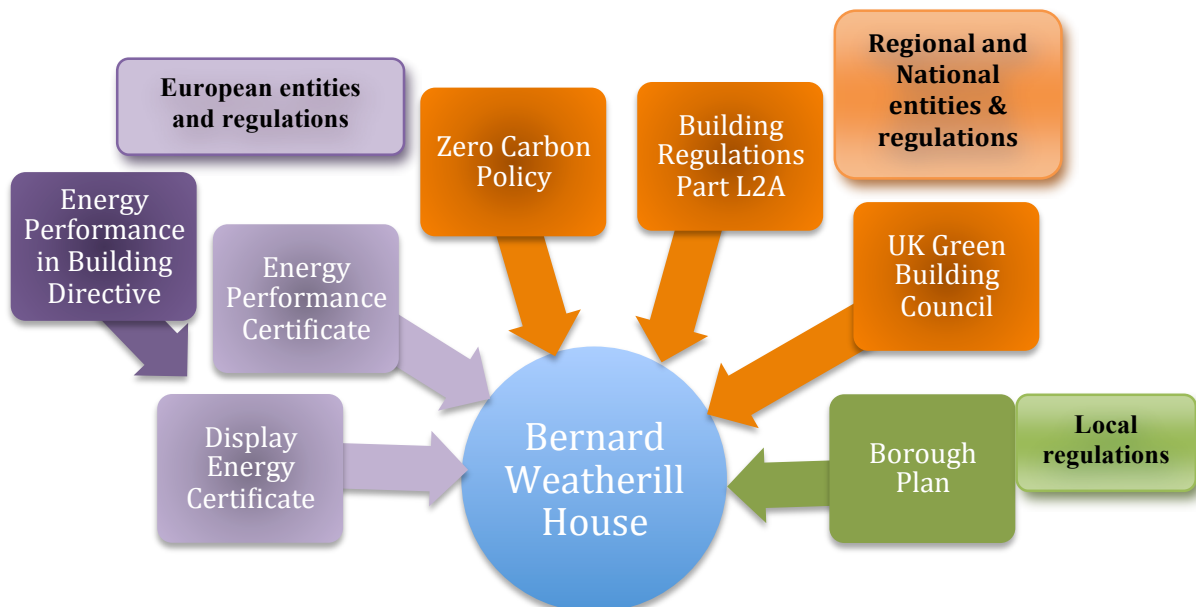 European entities
and regulations
Zero Carbon
Policy
Building
Regulations
Part L2A
Regional and
National
entities &
regulations
Energy
Performance
in Building
Directive
Energy
Performance
Certificate
UK Green
Building
Council
Display
Energy
Certificate
Bernard
Weatherill
House
Borough
Plan
Local
regulations